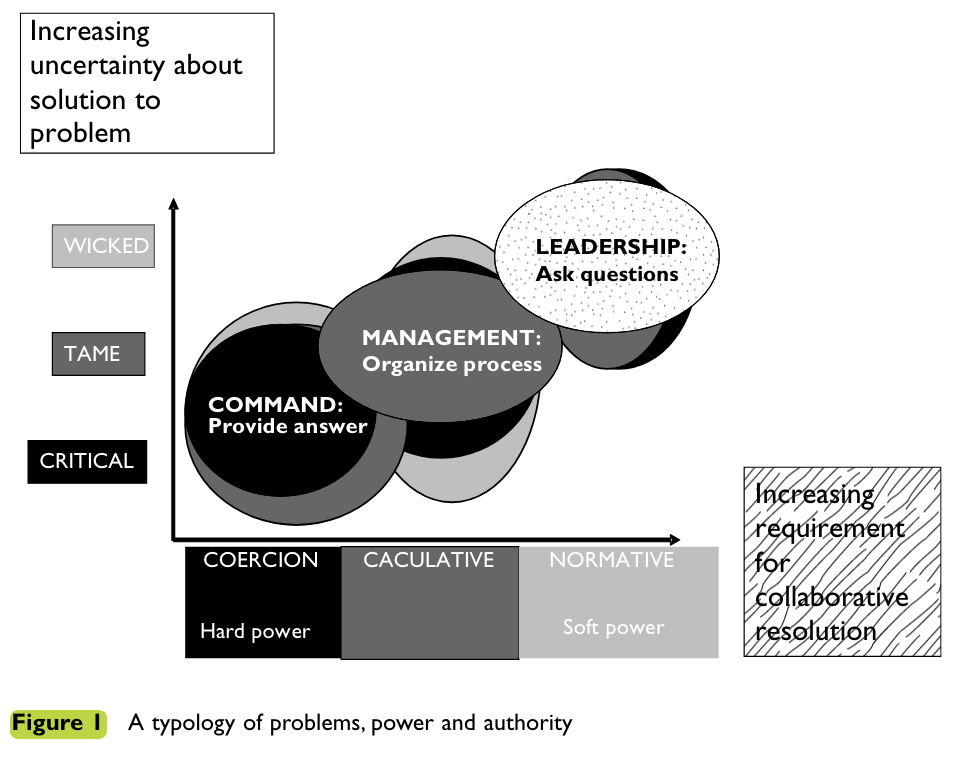 Increasing
uncertainty about
solution to
problem
WICKED
TAME
CRITICAL
LEADERSHIP:
Ask questions
MANAGEMENT:
Organize process
COMMAND:
Provide answer
COERCION
CACULATIVE
NORMATIVE
Hard power
Soft power
Increasing
requirement
for
collaborative
resolution
Figure 1 A typology of problems, power and authority